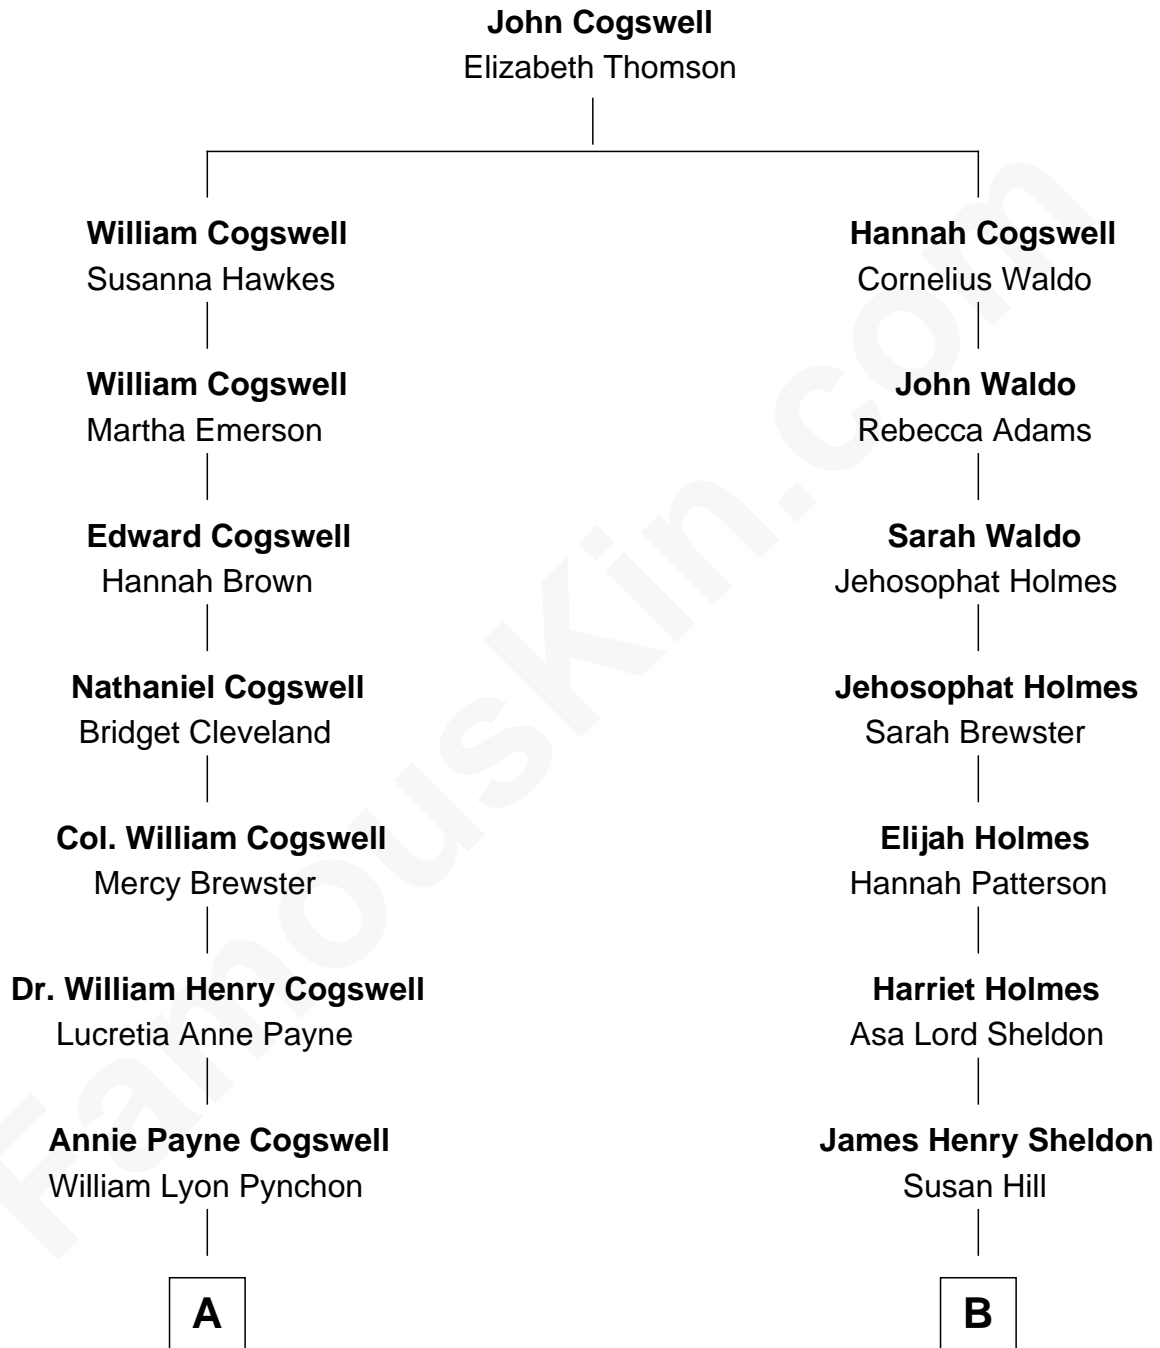 John Cogswell
Elizabeth Thomson
William Cogswell
Susanna Hawkes
Hannah Cogswell
Cornelius Waldo
William Cogswell
Martha Emerson
John Waldo
Rebecca Adams
Edward Cogswell
Hannah Brown
Sarah Waldo
Jehosophat Holmes
Nathaniel Cogswell
Bridget Cleveland
Jehosophat Holmes
Sarah Brewster
Col. William Cogswell
Mercy Brewster
Elijah Holmes
Hannah Patterson
Dr. William Henry Cogswell
Lucretia Anne Payne
Harriet Holmes
Asa Lord Sheldon
Annie Payne Cogswell
William Lyon Pynchon
James Henry Sheldon
Susan Hill
A
B
FamousKin.com